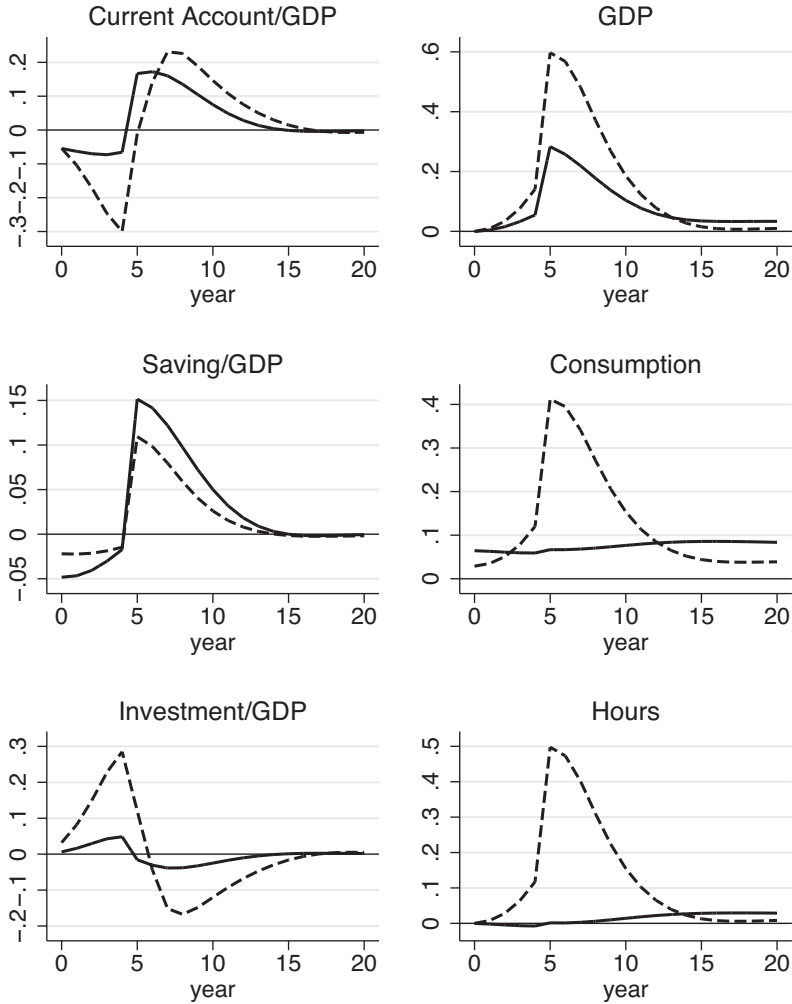 Current Account/GDP
.2
.1
0
−.3−.2−.1
0 5 10 15 20
year
GDP
.6
.4
.2
0
0 5 10 15 20
year
Saving/GDP
.15
.1
.05
0
−.05
0 5 10 15 20
year
Consumption
.4
.3
.2
.1
0
0 5 10 15 20
year
Investment/GDP
.3
.2
.1
0
−.2−.1
0 5 10 15 20
year
Hours
.5
.4
.3
.2
.1
0
0 5 10 15 20
year